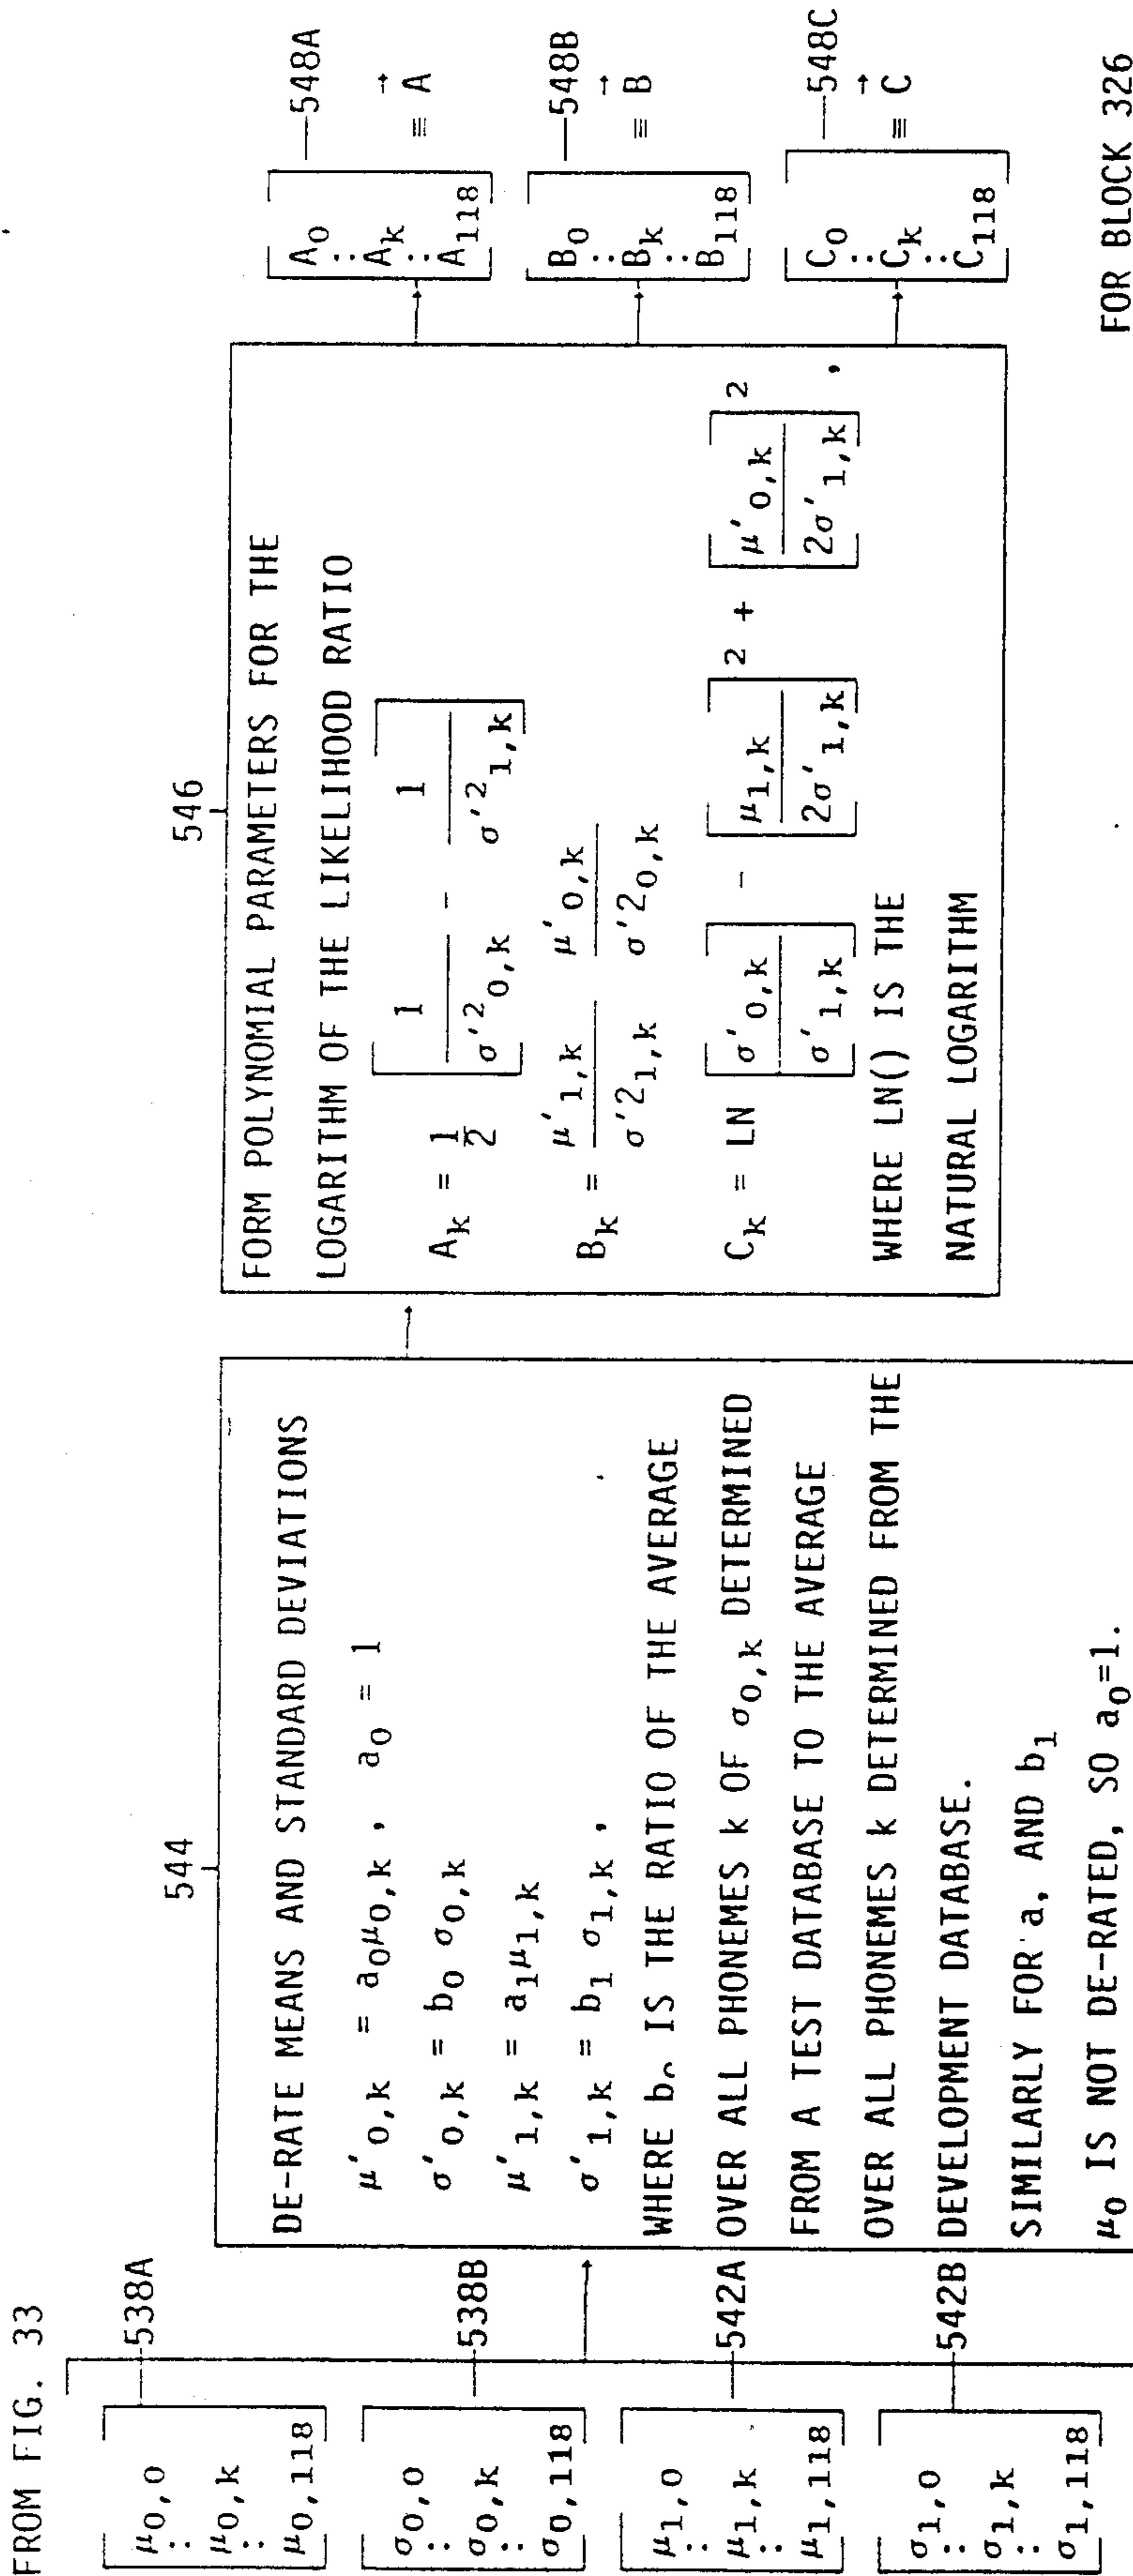 FROM FIG. 33
μ0,0
:
μ0,k
:
μ0,118
538A
σ0,0
:
σ0,k
:
σ0,118
538B
μ1,0
:
μ1,k
:
μ1,118
542A
σ1,0
:
σ1,k
:
σ1,118
542B
544
DE-RATE MEANS AND STANDARD DEVIATIONS
μ'0,k = a0μ0,k , a0 = 1
σ'0,k = b0 σ0,k
μ'1,k = a1μ1,k
σ'1,k = b1 σ1,k ,
WHERE b0 IS THE RATIO OF THE AVERAGE
OVER ALL PHONEMES k OF σ0,k DETERMINED
FROM A TEST DATABASE TO THE AVERAGE
OVER ALL PHONEMES k DETERMINED FROM THE
DEVELOPMENT DATABASE.
SIMILARLY FOR a, AND b1
μ0 IS NOT DE-RATED, SO a0=1.
546
FORM POLYNOMIAL PARAMETERS FOR THE
LOGARITHM OF THE LIKELIHOOD RATIO
Ak = 1/2 [ 1/σ'²0,k - 1/σ'²1,k ]
Bk = μ'1,k/σ'²1,k μ'0,k/σ'²0,k
Ck = LN [ σ'0,k/σ'1,k ] - [ μ1,k/2σ'1,k ]² + [ μ'0,k/2σ'1,k ]² ,
WHERE LN() IS THE
NATURAL LOGARITHM
A0
:
Ak
:
A118
548A
≡ A→
B0
:
Bk
:
B118
548B
≡ B→
C0
:
Ck
:
C118
548C
≡ C→
FOR BLOCK 326